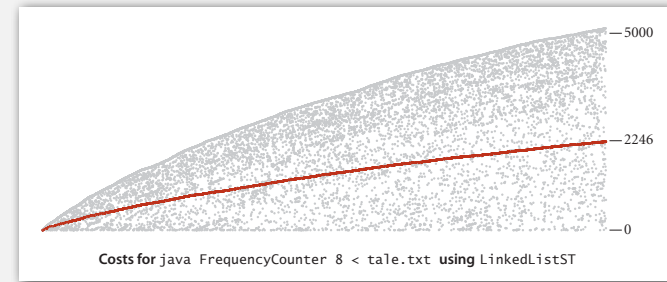 5000
2246
0
Costs for java FrequencyCounter 8 < tale.txt using LinkedListST